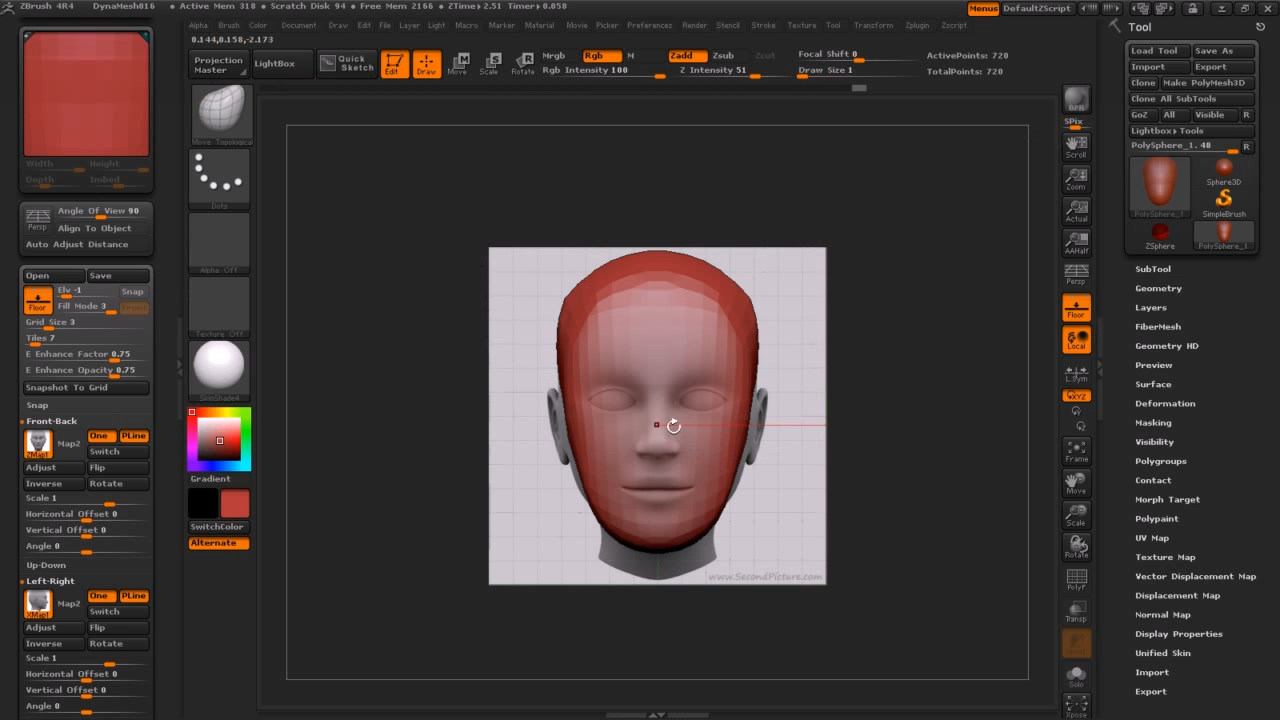 ZBrush 4R4 DynaMesh016 • Active Mem 318 • Scratch Disk 94 • Free Mem 2166 • ZTime▸2.51 Timer▸0.058 Menus DefaultZScript
Alpha Brush Color Document Draw Edit File Layer Light Macro Marker Material Movie Picker Preferences Render Stencil Stroke Texture Tool Transform Zplugin Zscript
0.144,0.158,-2.173
Projection Master
LightBox
Quick Sketch
Edit
Draw
Move
Scale
Rotate
Mrgb Rgb M
Rgb Intensity 100
Zadd Zsub Zcut
Z Intensity 51
Focal Shift 0
Draw Size 1
ActivePoints: 720
TotalPoints: 720
Width Height
Depth Imbed
Persp
Angle Of View 90
Align To Object
Auto Adjust Distance
Open Save
Floor
Elv -1 Snap
Fill Mode 3
Grid Size 3
Tiles 7
E Enhance Factor 0.75
E Enhance Opacity 0.75
Snapshot To Grid
Snap
Front-Back
Map2 One PLine
Switch
Adjust Flip
Inverse Rotate
Scale 1
Horizontal Offset 0
Vertical Offset 0
Angle 0
Up-Down
Left-Right
Map2 One PLine
Switch
Adjust Flip
Inverse Rotate
Scale 1
Horizontal Offset 0
Vertical Offset 0
Angle 0
Move Topological
Dots
Alpha Off
Texture Off
SkinShade4
Gradient
SwitchColor
Alternate
www.SecondPicture.com
BPR
SPix
Scroll
Zoom
Actual
AAHalf
Persp
Floor
Local
L.Sym
XYZ
Y
Z
Frame
Move
Scale
Rotate
PolyF
Transp
Solo
Xpose
Tool
Load Tool Save As
Import Export
Clone Make PolyMesh3D
Clone All SubTools
GoZ All Visible R
Lightbox▸Tools
PolySphere_1. 48 R
PolySphere_1
Sphere3D
SimpleBrush
ZSphere
PolySphere_1
SubTool
Geometry
Layers
FiberMesh
Geometry HD
Preview
Surface
Deformation
Masking
Visibility
Polygroups
Contact
Morph Target
Polypaint
UV Map
Texture Map
Vector Displacement Map
Displacement Map
Normal Map
Display Properties
Unified Skin
Import
Export